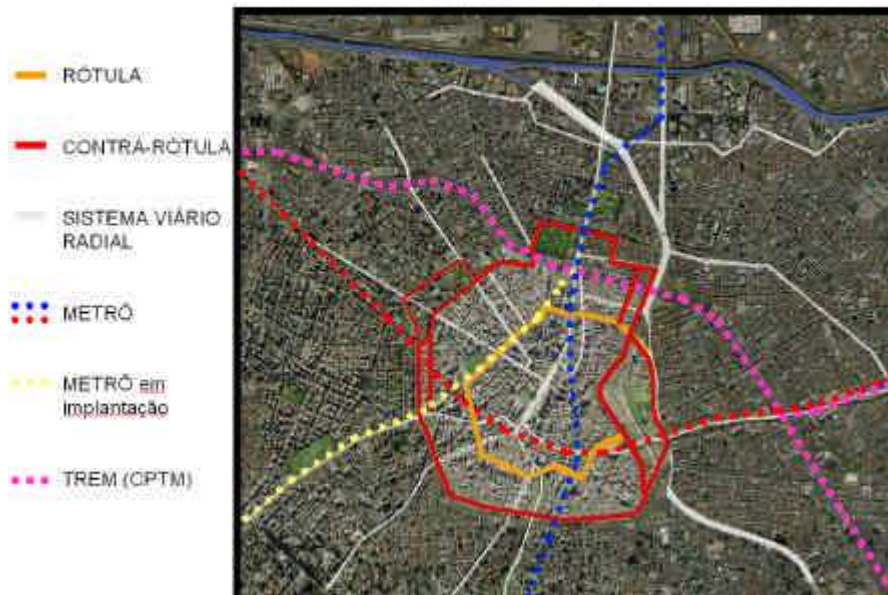 RÓTULA
CONTRA-RÓTULA
SISTEMA VIÁRIO
RADIAL
METRÔ
METRÔ em
implantação
TREM (CPTM)